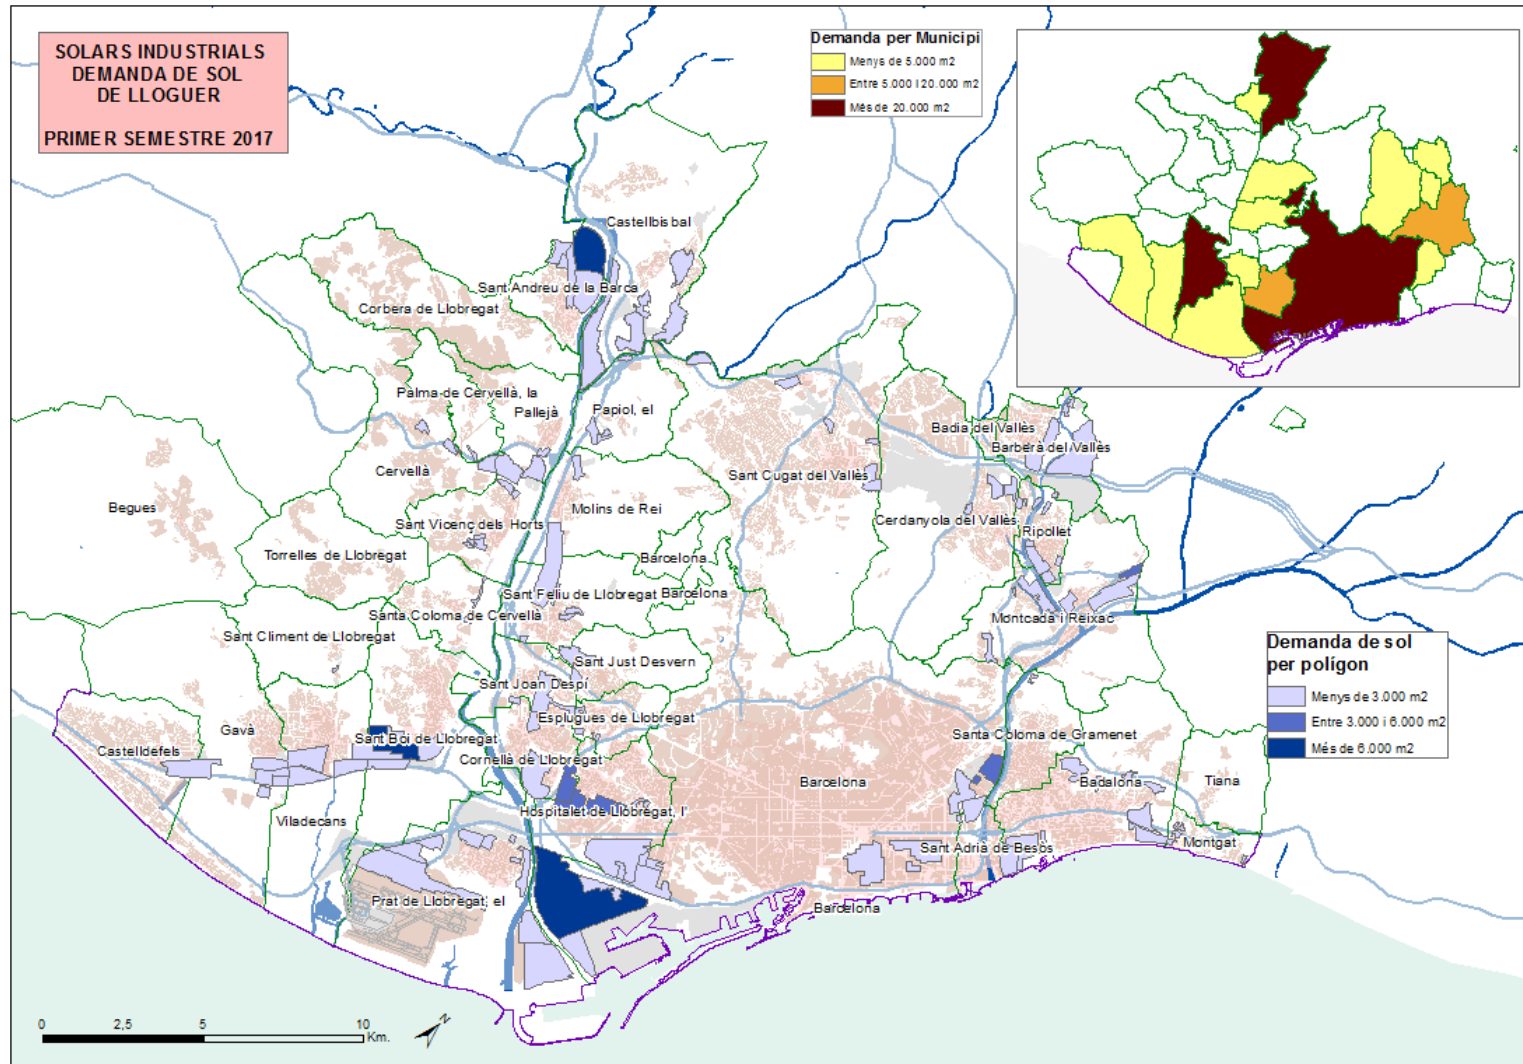 SOLARS INDUSTRIALS
DEMANDA DE SOL
DE LLOGUER
PRIMER SEMESTRE 2017
Demanda per Municipi
Menys de 5.000 m2
Entre 5.000 I 20.000 m2
Més de 20.000 m2
Castellbisbal
Sant Andreu de la Barca
Corbera de Llobregat
Palma de Cervellà, la
Pallejà
Papiol, el
Badia del Vallès
Barberà del Vallès
Cervellà
Sant Cugat del Vallès
Begues
Molins de Rei
Sant Vicenç dels Horts
Cerdanyola del Vallès
Ripollet
Torrelles de Llobregat
Barcelona
Sant Feliu de Llobregat
Barcelona
Santa Coloma de Cervellà
Montcada i Reixac
Sant Climent de Llobregat
Sant Just Desvern
Sant Joan Despí
Esplugues de Llobregat
Gavà
Sant Boi de Llobregat
Santa Coloma de Gramenet
Castelldefels
Cornellà de Llobregat
Barcelona
Badalona
Tiana
Hospitalet de Llobregat, l'
Viladecans
Sant Adrià de Besòs
Montgat
Prat de Llobregat, el
Barcelona
Demanda de sol
per polígon
Menys de 3.000 m2
Entre 3.000 i 6.000 m2
Més de 6.000 m2
0 2,5 5 10
Km.
N